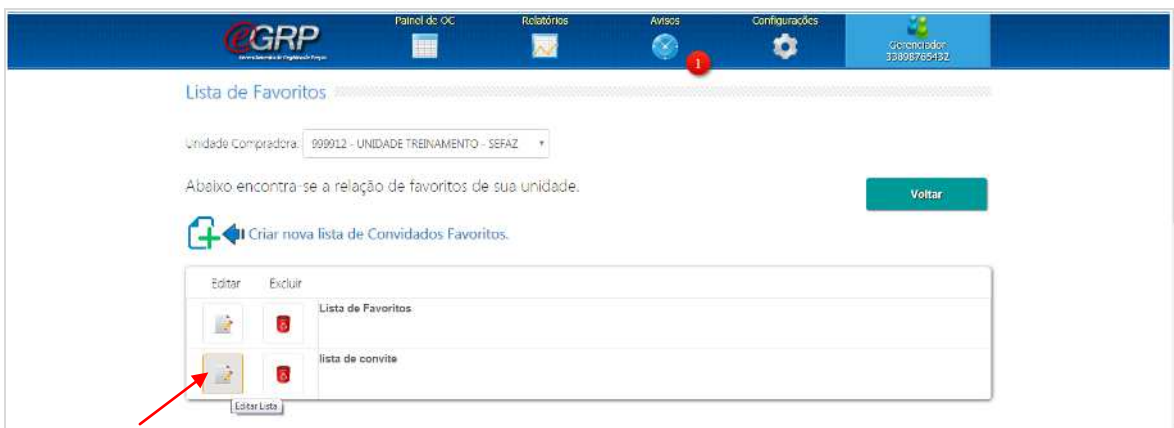 Painel de OC Relatórios Avisos Configurações
eGRP
1
Gerenciador
33898765432
Lista de Favoritos
Unidade Compradora: 999912 - UNIDADE TREINAMENTO - SEFAZ
Abaixo encontra-se a relação de favoritos de sua unidade.
Voltar
Criar nova lista de Convidados Favoritos.
Editar Excluir
Lista de Favoritos
lista de convite
Editar Lista